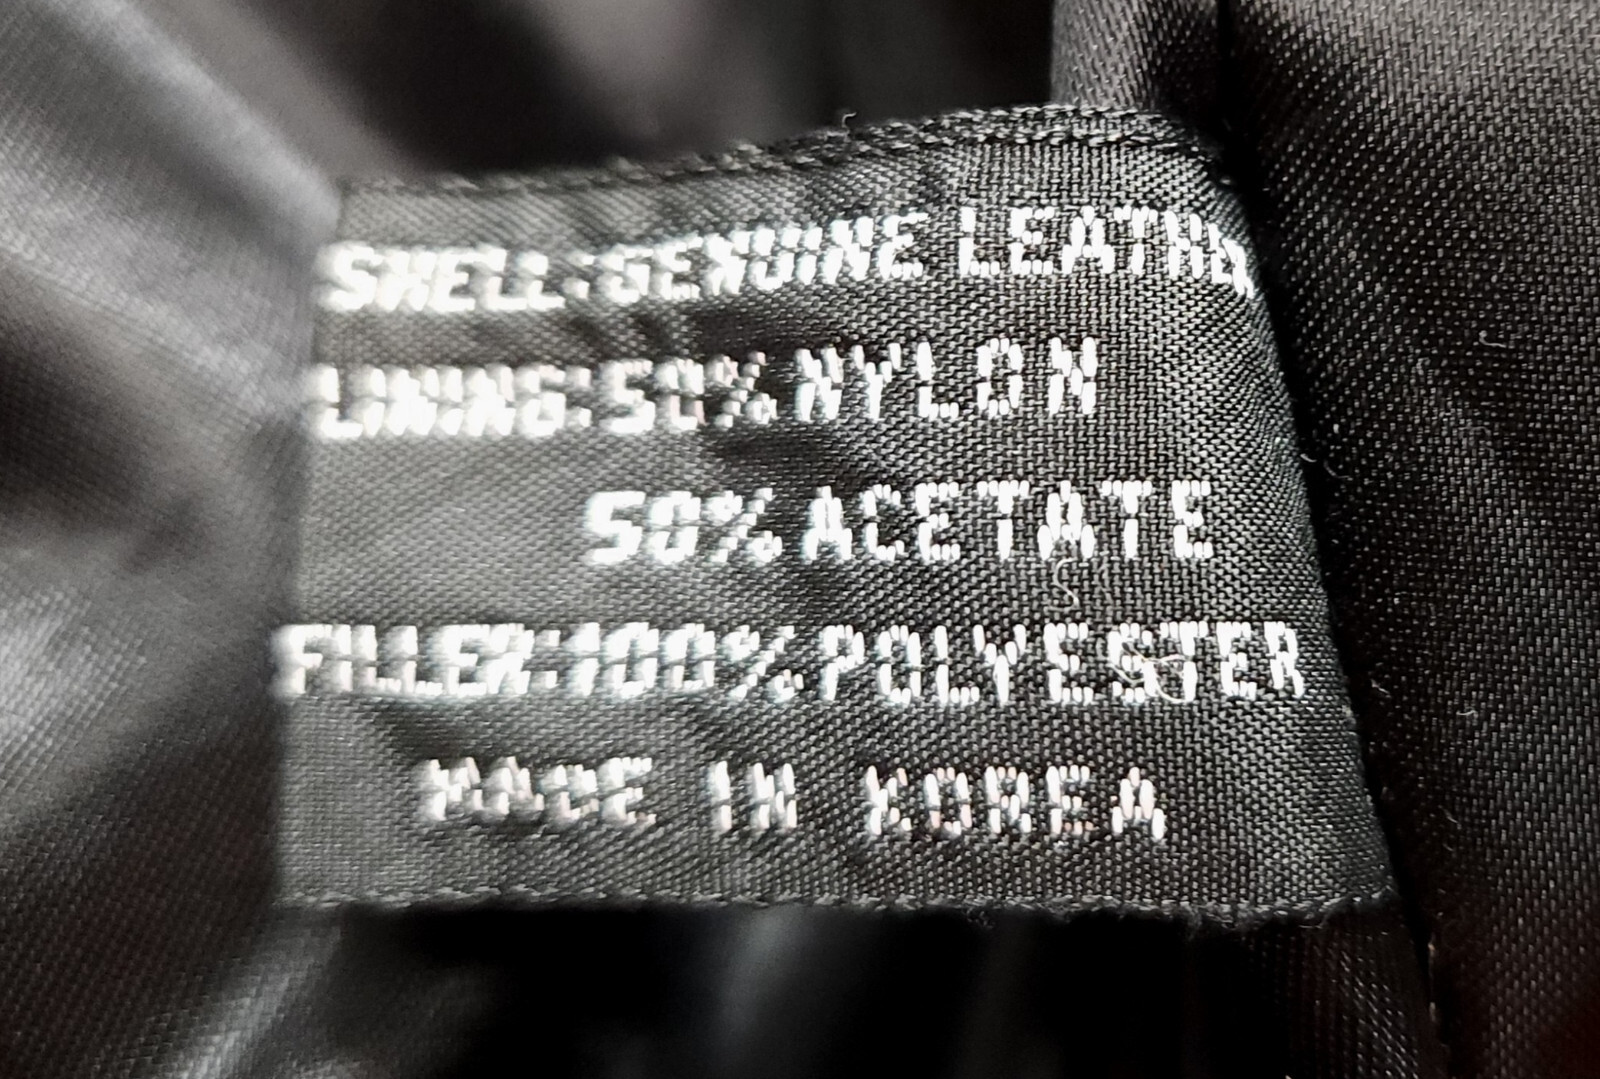 SHELL:GENUINE LEATHER
LINING:50% NYLON
50% ACETATE
FILLER:100% POLYESTER
MADE IN KOREA